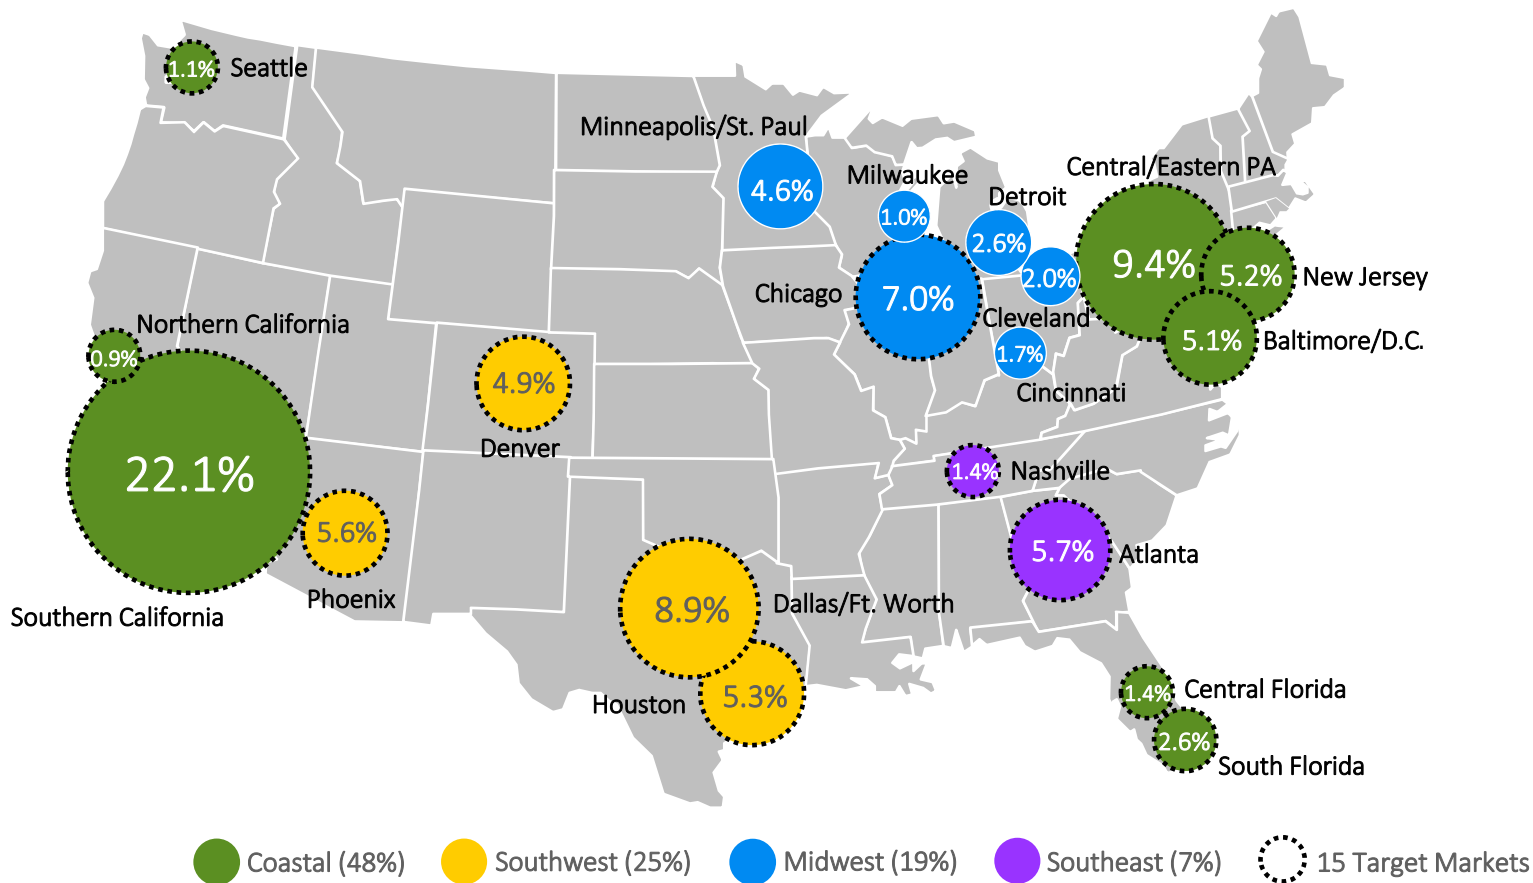 1.1% Seattle
Minneapolis/St. Paul
4.6%
Milwaukee
1.0%
Detroit
2.6%
Central/Eastern PA
9.4%
5.2% New Jersey
2.0%
Cleveland
Chicago 7.0%
5.1% Baltimore/D.C.
1.7%
Cincinnati
Northern California
0.9%
4.9%
Denver
22.1%
Southern California
5.6%
Phoenix
1.4% Nashville
5.7% Atlanta
8.9% Dallas/Ft. Worth
Houston 5.3%
1.4% Central Florida
2.6%
South Florida
Coastal (48%) Southwest (25%) Midwest (19%) Southeast (7%) 15 Target Markets